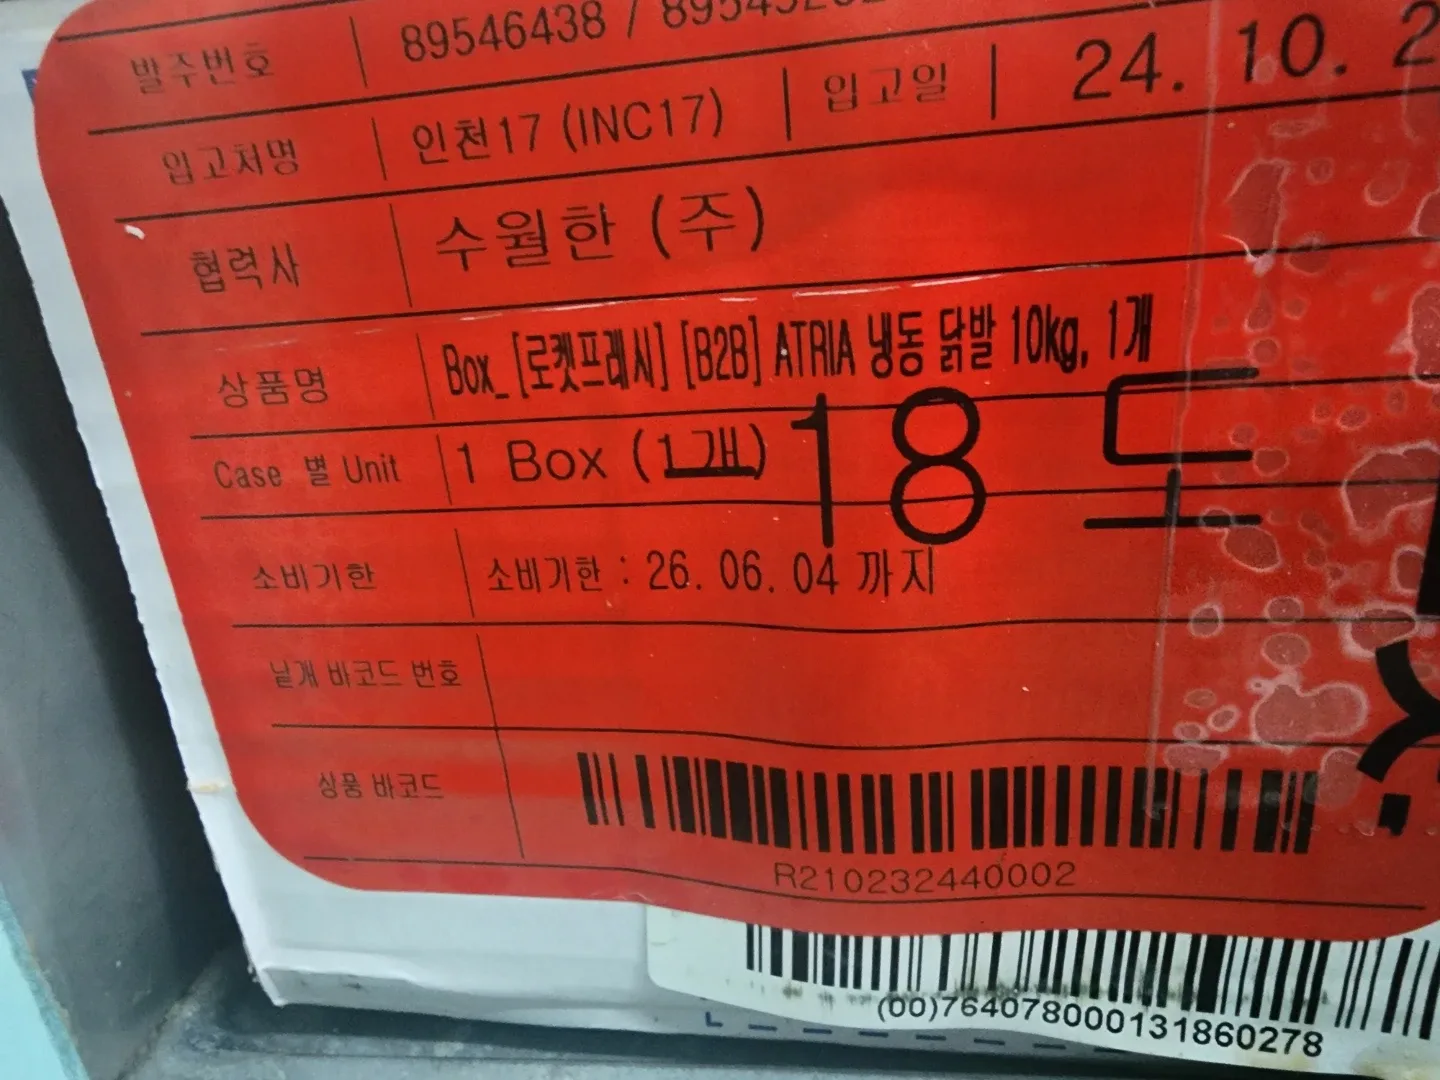 발주번호 89546438 /
입고처명 인천17 (INC17) 입고일 24. 10.
협력사 수월한 (주)
상품명 Box_ [로켓프레시] [B2B] ATRIA 냉동 닭발 10kg, 1개
Case 별 Unit 1 Box (1개)
18 도
소비기한 소비기한 : 26. 06. 04 까지
낱개 바코드 번호
상품 바코드
R210232440002
(00)764078000131860278